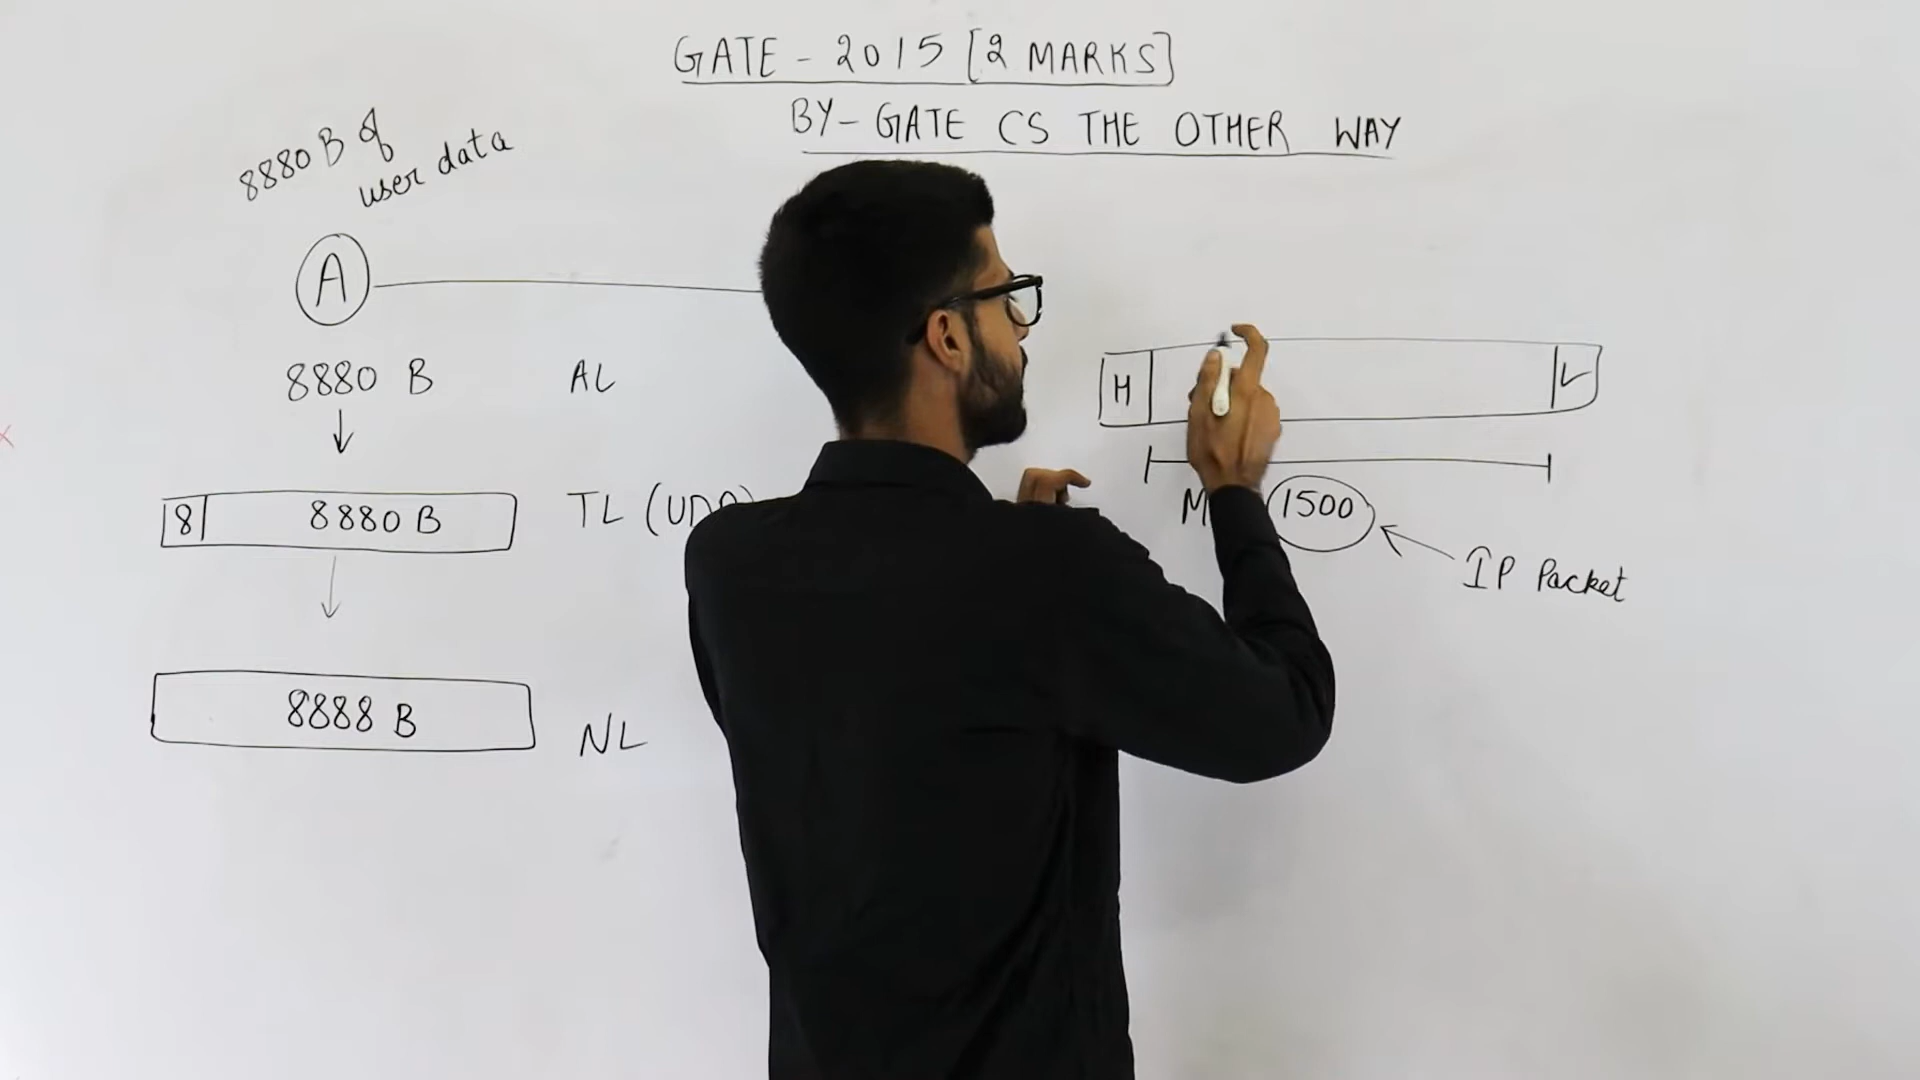 GATE - 2015 [2 MARKS]
BY - GATE CS THE OTHER WAY
8880 B of
user data
A
8880 B AL
8 8880 B TL
8888 B NL
H
1500
IP Packet